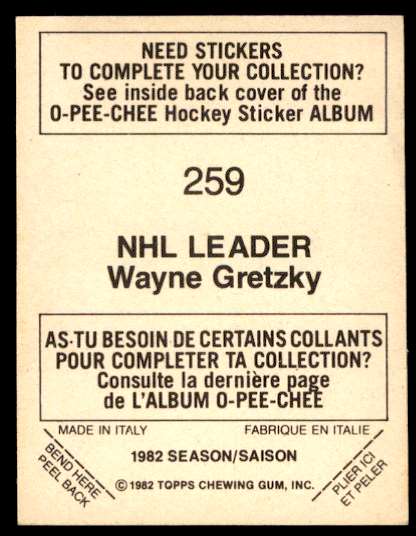 NEED STICKERS
TO COMPLETE YOUR COLLECTION?
See inside back cover of the
O-PEE-CHEE Hockey Sticker ALBUM
259
NHL LEADER
Wayne Gretzky
AS-TU BESOIN DE CERTAINS COLLANTS
POUR COMPLETER TA COLLECTION?
Consulte la dernière page
de L'ALBUM O-PEE-CHEE
MADE IN ITALY
FABRIQUE EN ITALIE
BEND HERE
PEEL BACK
1982 SEASON/SAISON
© 1982 TOPPS CHEWING GUM, INC.
PLIER ICI
ET PELER